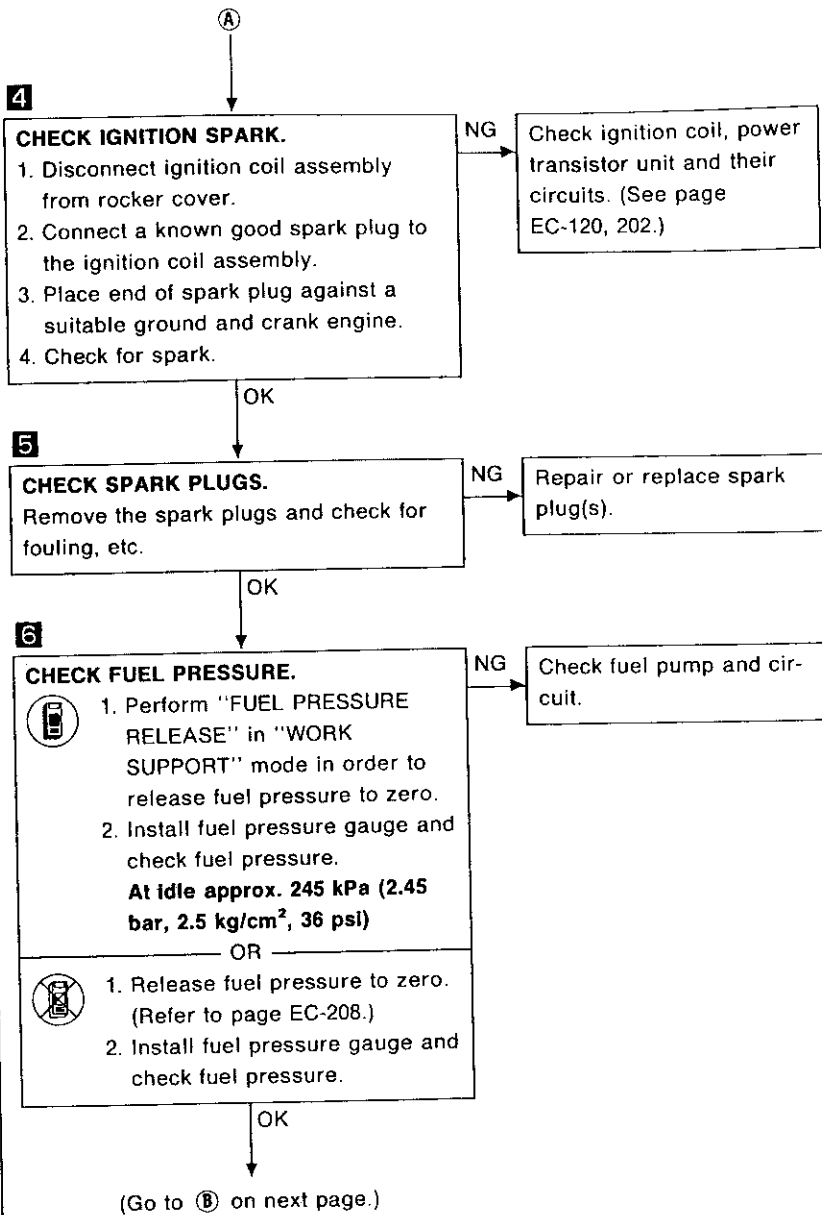 A
4
CHECK IGNITION SPARK.
1. Disconnect ignition coil assembly
from rocker cover.
2. Connect a known good spark plug to
the ignition coil assembly.
3. Place end of spark plug against a
suitable ground and crank engine.
4. Check for spark.
NG
Check ignition coil, power
transistor unit and their
circuits. (See page
EC-120, 202.)
OK
5
CHECK SPARK PLUGS.
Remove the spark plugs and check for
fouling, etc.
NG
Repair or replace spark
plug(s).
OK
6
CHECK FUEL PRESSURE.
1. Perform "FUEL PRESSURE
RELEASE" in "WORK
SUPPORT" mode in order to
release fuel pressure to zero.
2. Install fuel pressure gauge and
check fuel pressure.
At idle approx. 245 kPa (2.45
bar, 2.5 kg/cm², 36 psi)
OR
1. Release fuel pressure to zero.
(Refer to page EC-208.)
2. Install fuel pressure gauge and
check fuel pressure.
NG
Check fuel pump and cir-
cuit.
OK
(Go to Ⓑ on next page.)